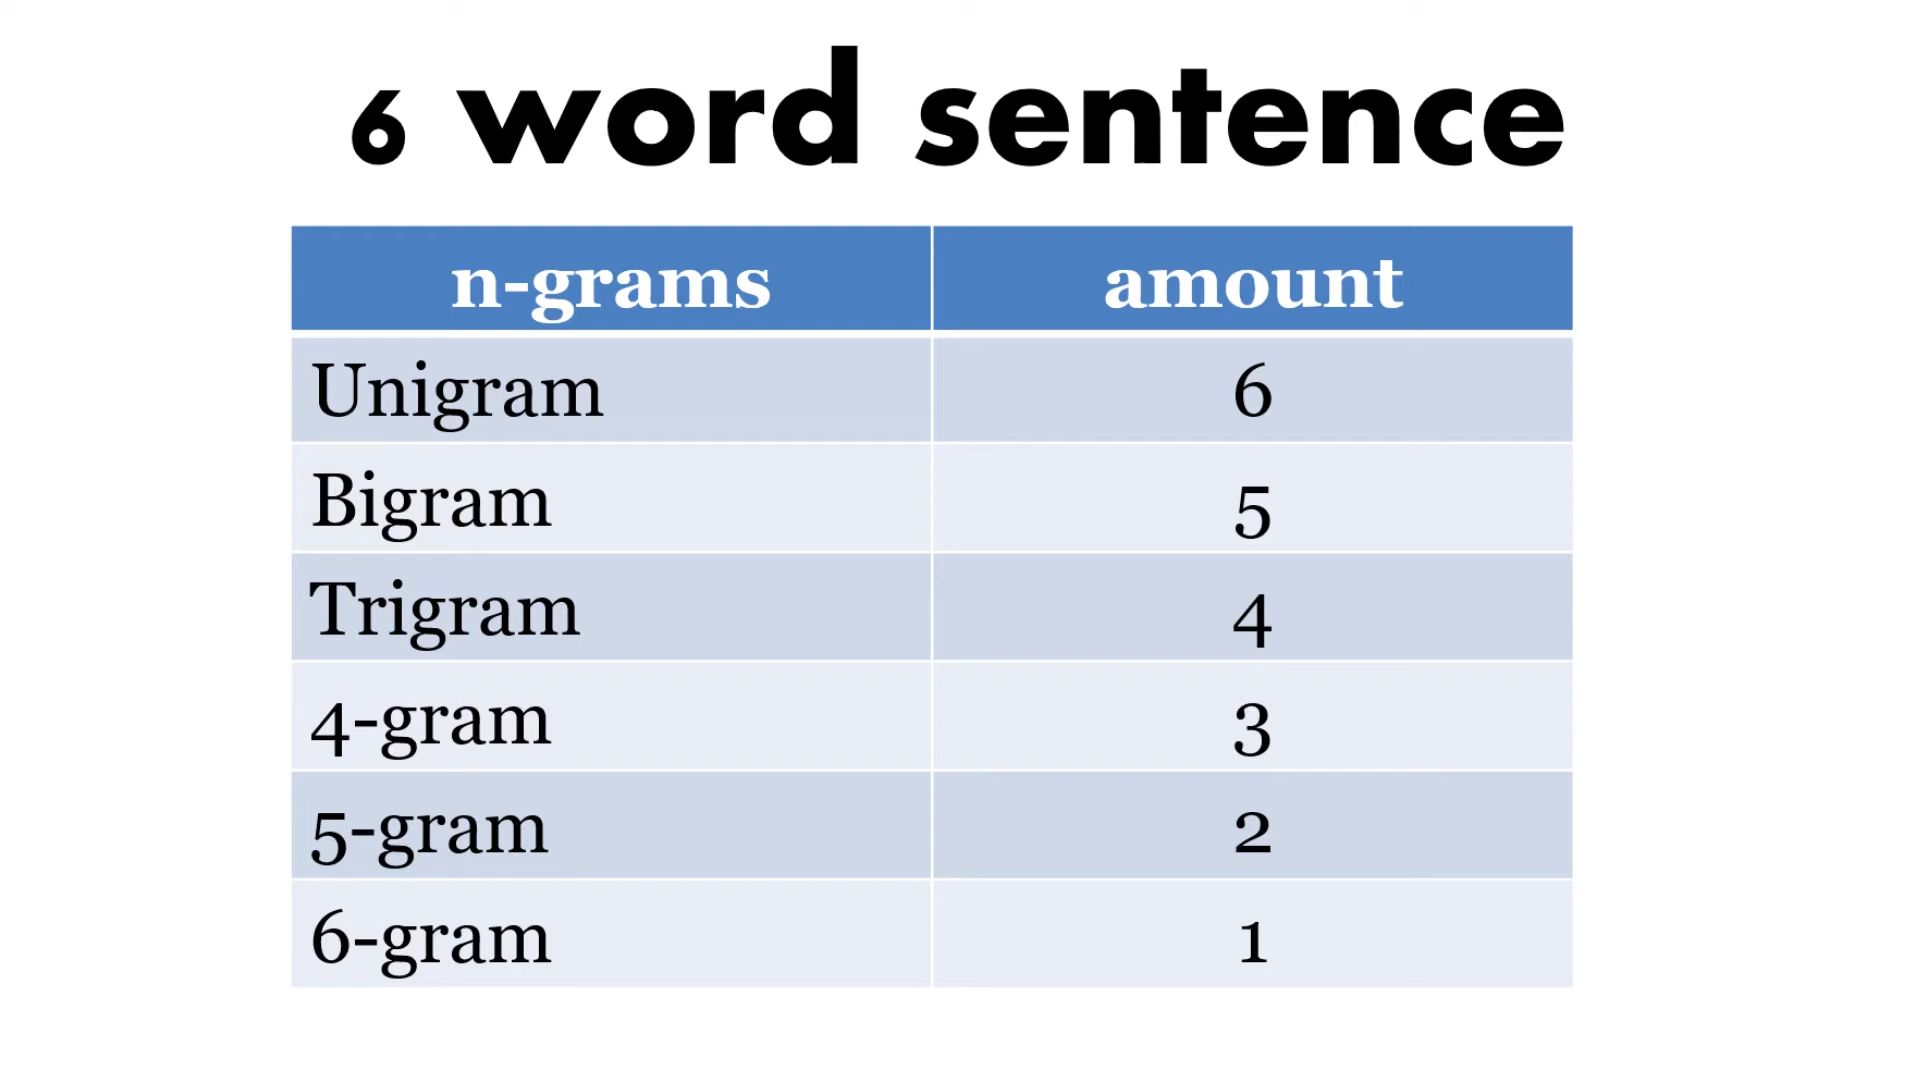 6 word sentence
n-grams amount
Unigram 6
Bigram 5
Trigram 4
4-gram 3
5-gram 2
6-gram 1